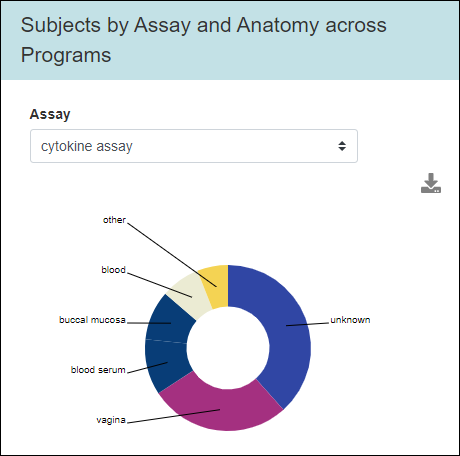 Subjects by Assay and Anatomy across
Programs
Assay
cytokine assay
other
blood
buccal mucosa
unknown
blood serum
vagina